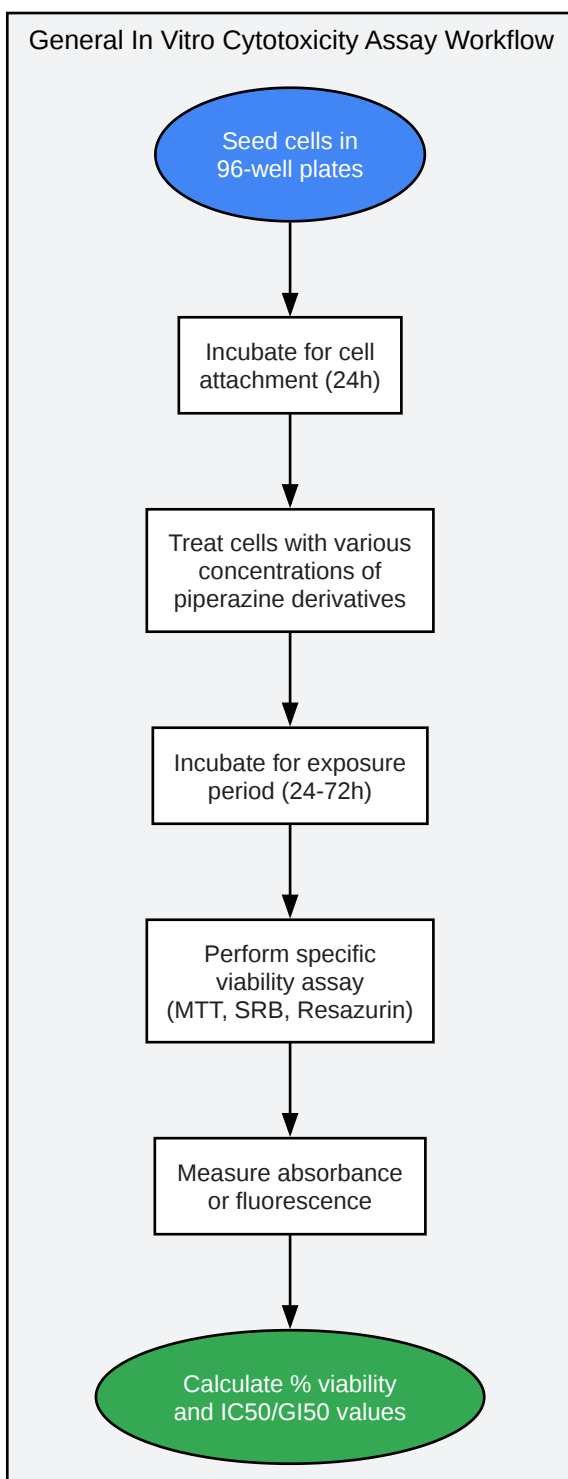 General In Vitro Cytotoxicity Assay Workflow
Seed cells in
96-well plates
Incubate for cell
attachment (24h)
Treat cells with various
concentrations of
piperazine derivatives
Incubate for exposure
period (24-72h)
Perform specific
viability assay
(MTT, SRB, Resazurin)
Measure absorbance
or fluorescence
Calculate % viability
and IC50/GI50 values